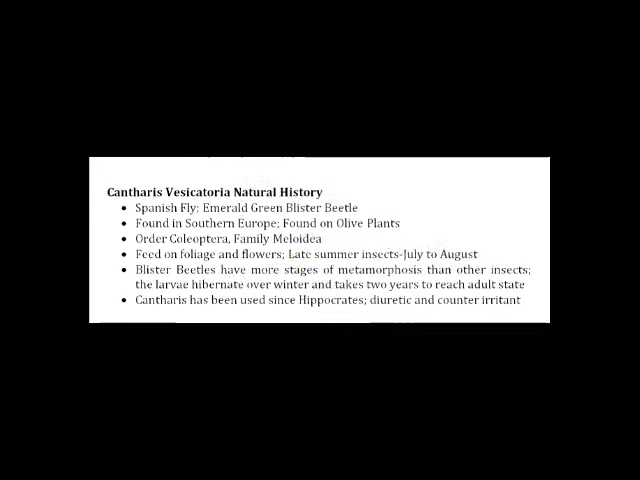 Cantharis Vesicatoria Natural History
• Spanish Fly; Emerald Green Blister Beetle
• Found in Southern Europe; Found on Olive Plants
• Order Coleoptera, Family Meloidea
• Feed on foliage and flowers; Late summer insects-July to August
• Blister Beetles have more stages of metamorphosis than other insects;
the larvae hibernate over winter and takes two years to reach adult state
• Cantharis has been used since Hippocrates; diuretic and counter irritant